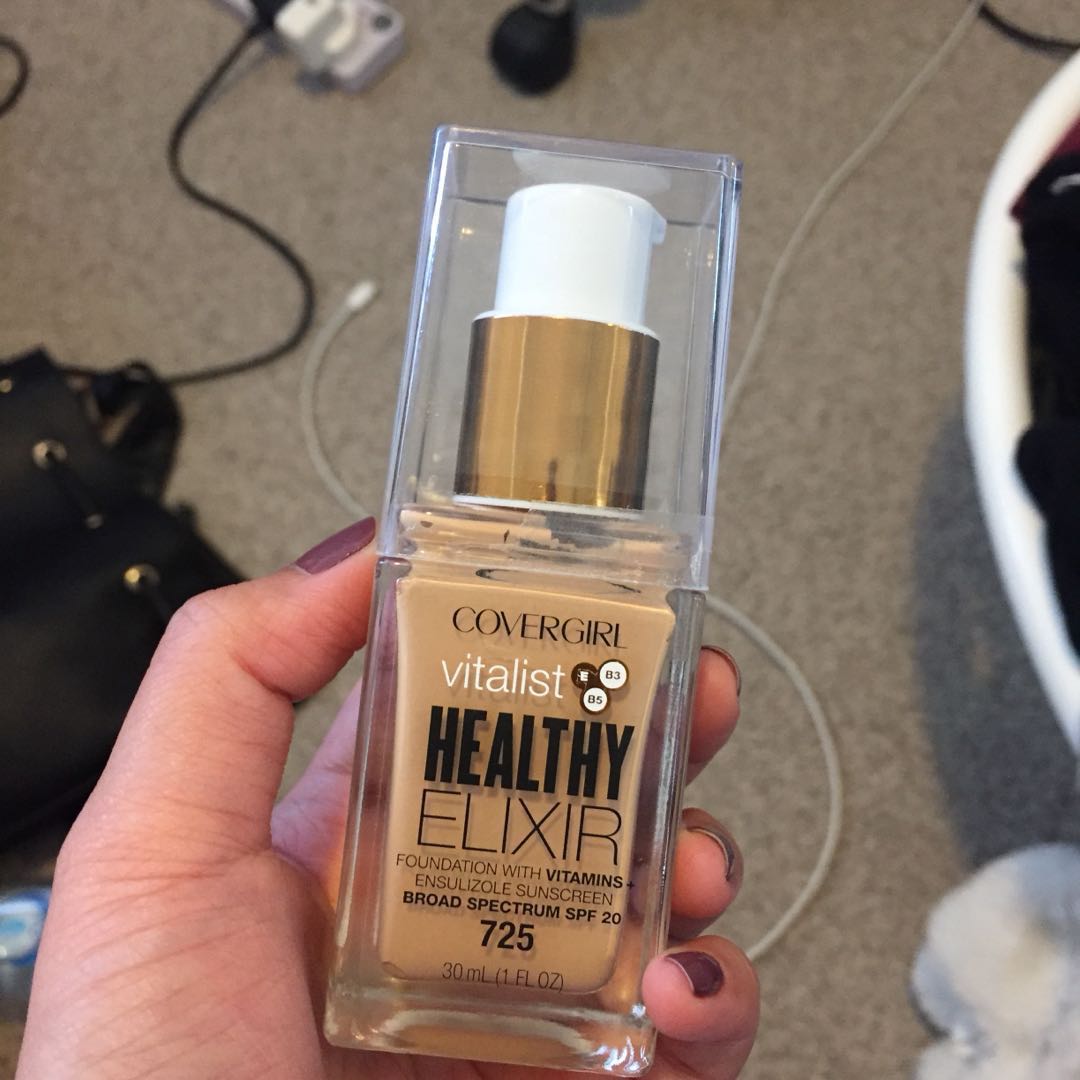 COVERGIRL
vitalist E B3
B5
HEALTHY
ELIXIR
FOUNDATION WITH VITAMINS +
ENSULIZOLE SUNSCREEN
BROAD SPECTRUM SPF 20
725
30 mL (1 FL OZ)